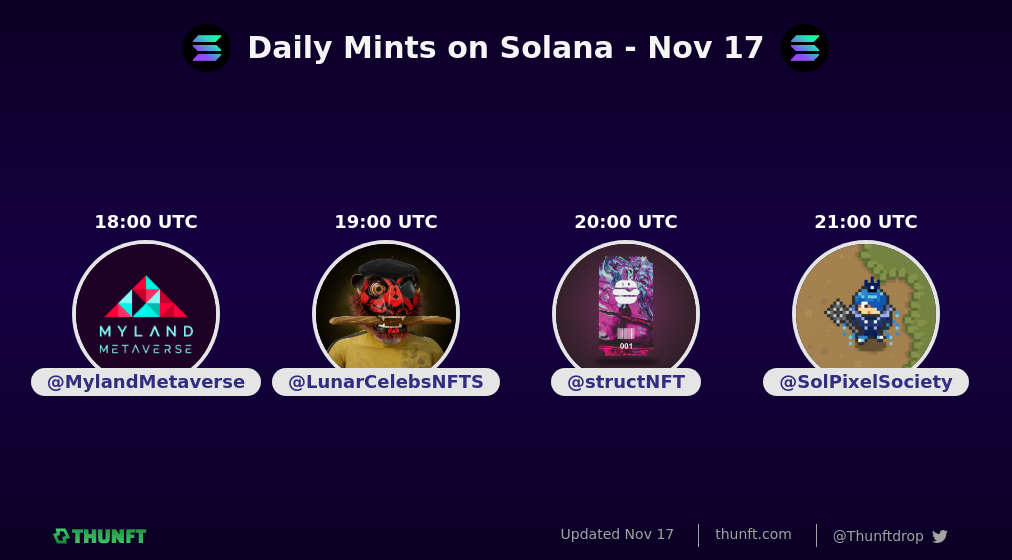 Daily Mints on Solana - Nov 17
18:00 UTC
19:00 UTC
20:00 UTC
21:00 UTC
MYLAND
METAVERSE
001
@MylandMetaverse
@LunarCelebsNFTS
@structNFT
@SolPixelSociety
THUNFT
Updated Nov 17
thunft.com
@Thunftdrop